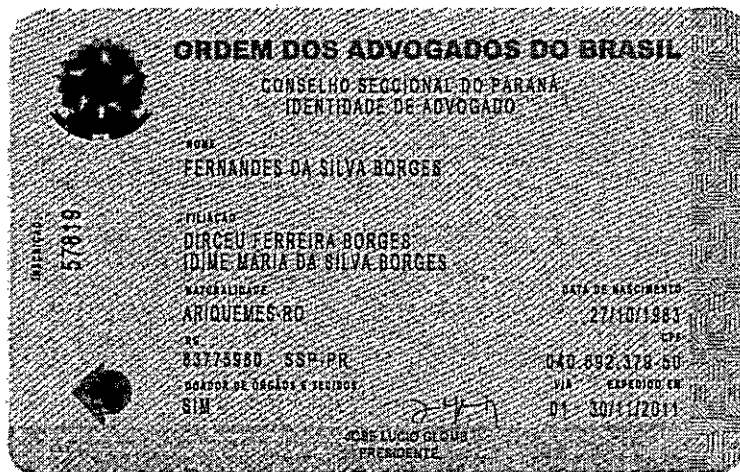 ORDEM DOS ADVOGADOS DO BRASIL
CONSELHO SECCIONAL DO PARANÁ
IDENTIDADE DE ADVOGADO
NOME
FERNANDES DA SILVA BORGES
INSCRIÇÃO
57819
FILIAÇÃO
DIRCEU FERREIRA BORGES
IDIME MARIA DA SILVA BORGES
NATURALIDADE
DATA DE NASCIMENTO
ARIQUEMES-RO
27/10/1983
RG
CPF
83773980 - SSP-PR
040.692.379-50
DOADOR DE ÓRGÃOS E TECIDOS
VIA EXPEDIDO EM
SIM
01 - 30/11/2011
JOSE LUCIO GLOMB
PRESIDENTE